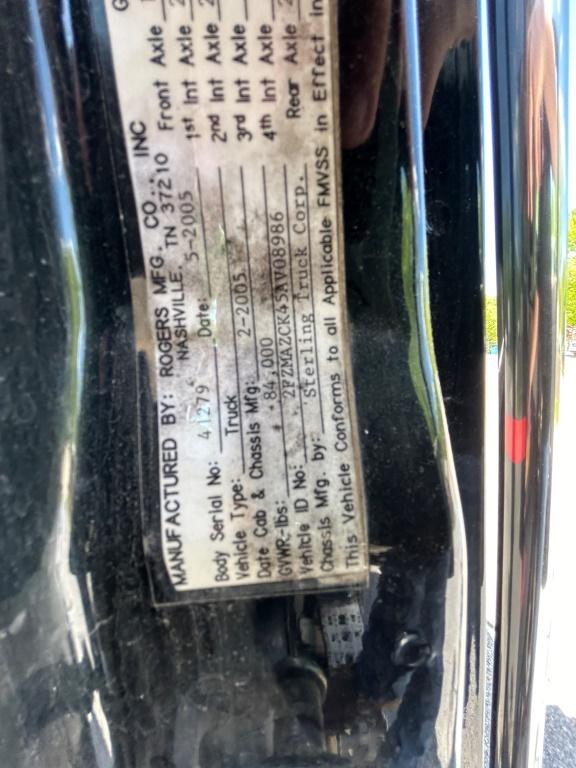 MANUFACTURED BY: ROGERS MFG. CO., INC
NASHVILLE, TN 37210
Body Serial No: 41279 Date: 5-2005
Vehicle Type: Truck
Date Cab & Chassis Mfg: 2-2005
GVWR-lbs: 84,000
Vehicle ID No: 2FZMAZCK45AV08986
Chassis Mfg. by: Sterling Truck Corp.
This Vehicle Conforms to all Applicable FMVSS in Effect in
G
Front Axle
1st Int Axle
2nd Int Axle
3rd Int Axle
4th Int Axle
Rear Axle